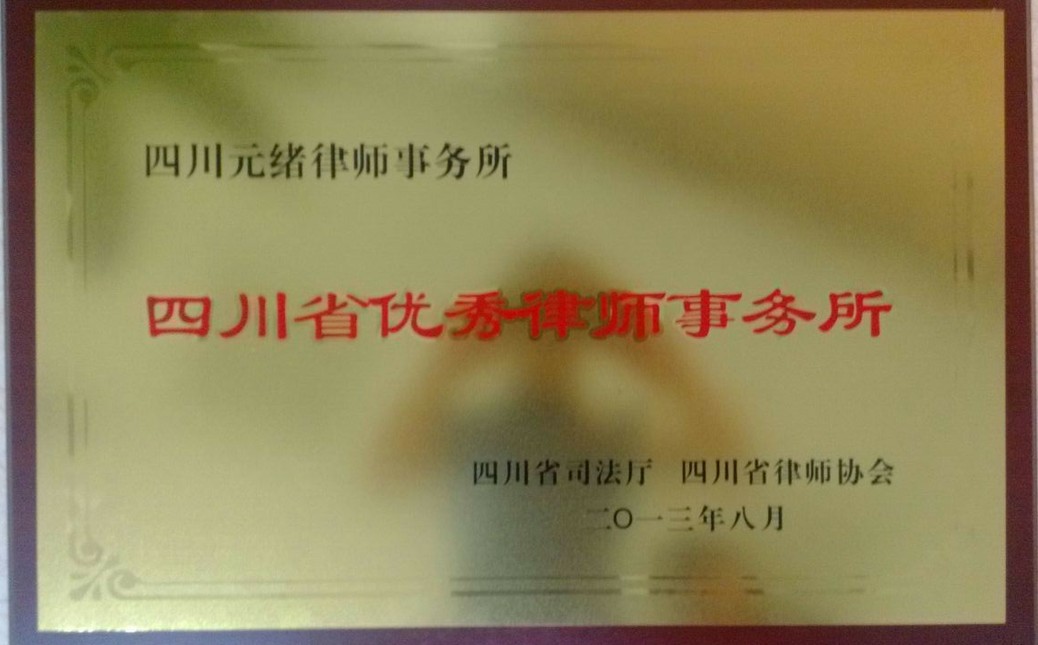 四川元绪律师事务所
四川省优秀律师事务所
四川省司法厅 四川省律师协会
二O一三年八月